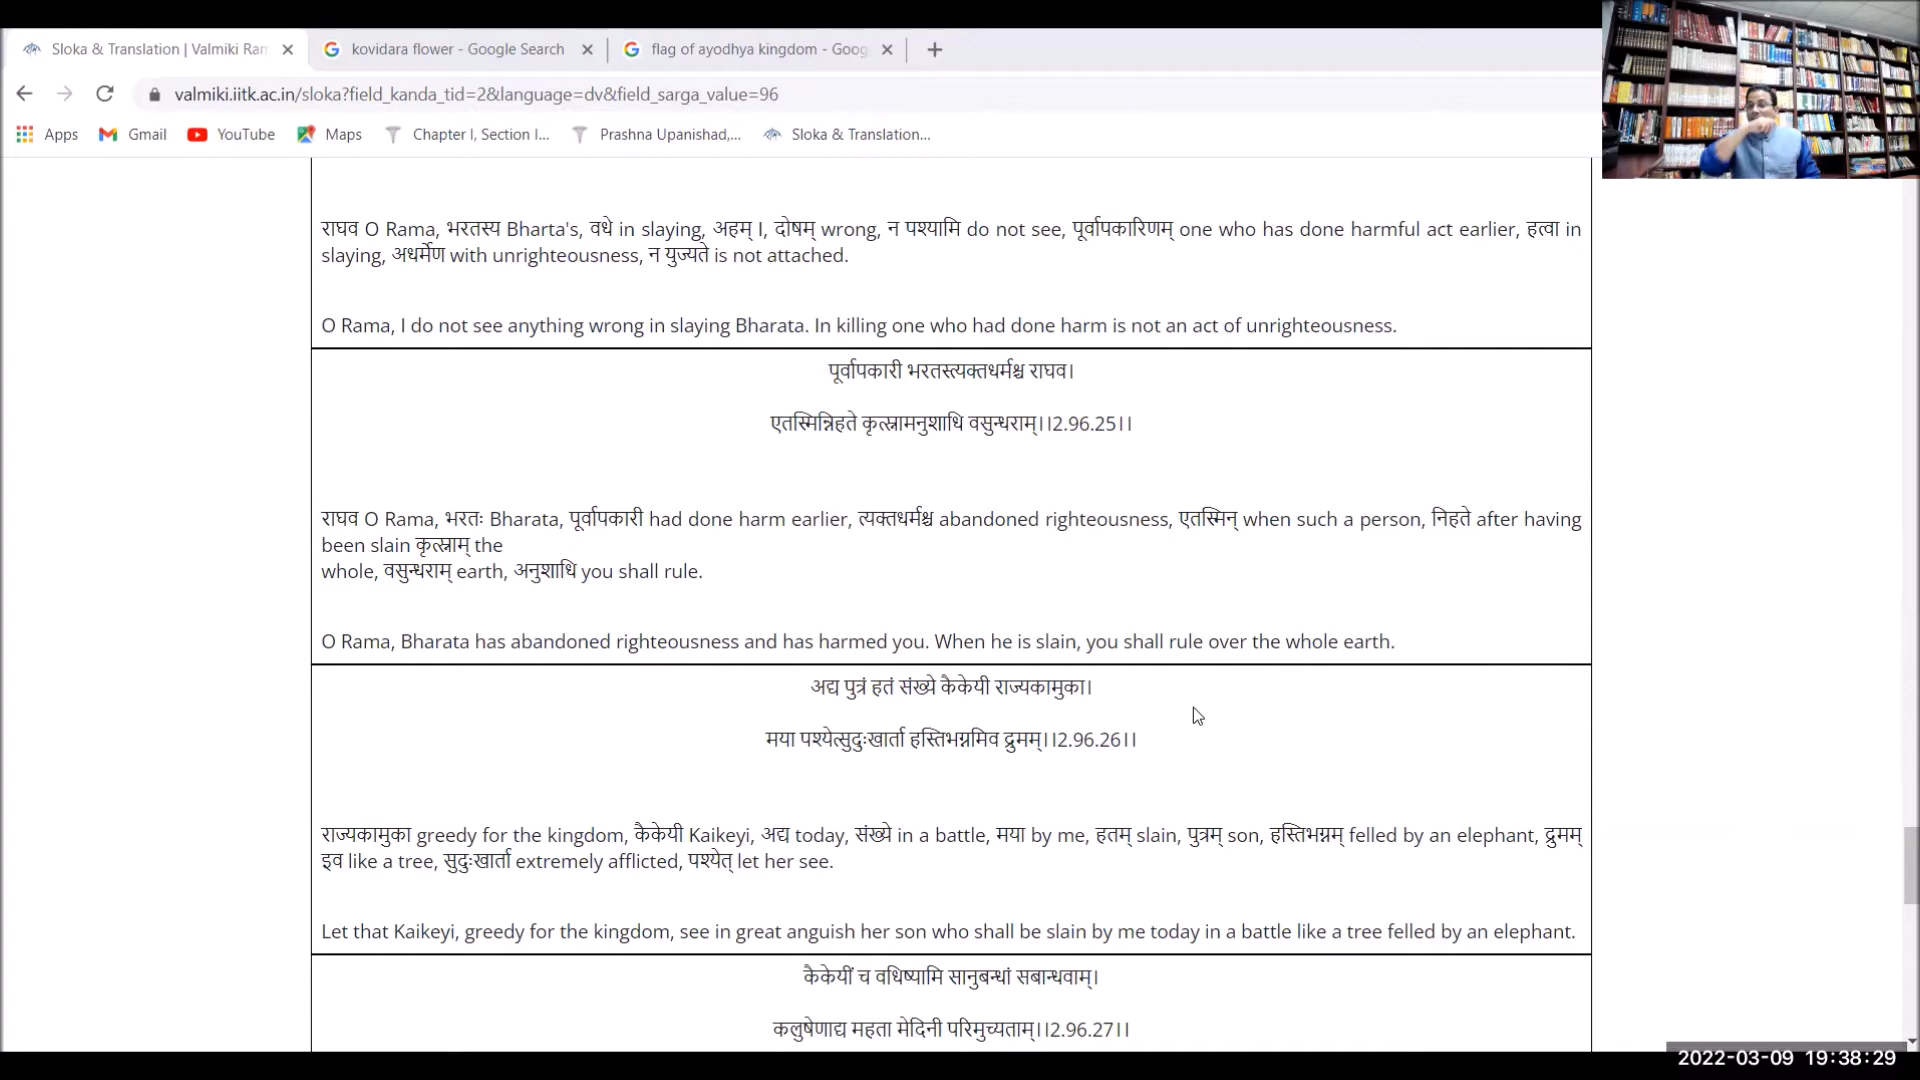 Sloka & Translation | Valmiki Ram
kovidara flower - Google Search
flag of ayodhya kingdom - Goog
valmiki.iitk.ac.in/sloka?field_kanda_tid=2&language=dv&field_sarga_value=96
Apps Gmail YouTube Maps Chapter I, Section I... Prashna Upanishad,... Sloka & Translation...
राघव O Rama, भरतस्य Bharta's, वधे in slaying, अहम् I, दोषम् wrong, न पश्यामि do not see, पूर्वापकारिणम् one who has done harmful act earlier, हत्वा in
slaying, अधर्मेण with unrighteousness, न युज्यते is not attached.
O Rama, I do not see anything wrong in slaying Bharata. In killing one who had done harm is not an act of unrighteousness.
पूर्वापकारी भरतस्त्यक्तधर्मश्च राघव।
एतस्मिन्निहते कृत्स्नामनुशाधि वसुन्धराम्।।2.96.25।।
राघव O Rama, भरतः Bharata, पूर्वापकारी had done harm earlier, त्यक्तधर्मश्च abandoned righteousness, एतस्मिन् when such a person, निहते after having
been slain कृत्स्नाम् the
whole, वसुन्धराम् earth, अनुशाधि you shall rule.
O Rama, Bharata has abandoned righteousness and has harmed you. When he is slain, you shall rule over the whole earth.
अद्य पुत्रं हतं संख्ये कैकेयी राज्यकामुका।
मया पश्येत्सुदुःखार्ता हस्तिभग्नमिव द्रुमम्।।2.96.26।।
राज्यकामुका greedy for the kingdom, कैकेयी Kaikeyi, अद्य today, संख्ये in a battle, मया by me, हतम् slain, पुत्रम् son, हस्तिभग्नम् felled by an elephant, द्रुमम्
इव like a tree, सुदुःखार्ता extremely afflicted, पश्येत् let her see.
Let that Kaikeyi, greedy for the kingdom, see in great anguish her son who shall be slain by me today in a battle like a tree felled by an elephant.
कैकेयीं च वधिष्यामि सानुबन्धां सबान्धवाम्।
कलुषेणाद्य महता मेदिनी परिमुच्यताम्।।2.96.27।।
2022-03-09 19:38:29